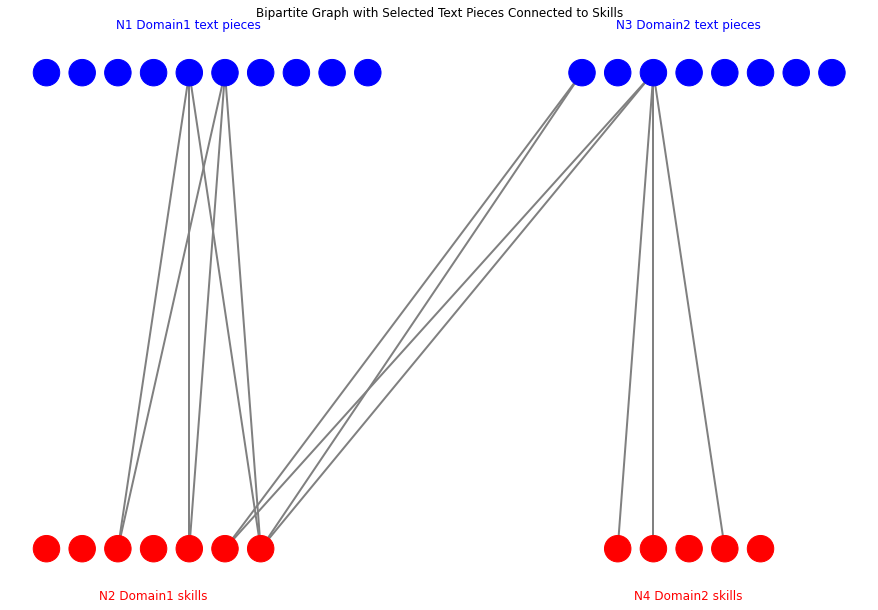 Bipartite Graph with Selected Text Pieces Connected to Skills
N1 Domain1 text pieces
N3 Domain2 text pieces
N2 Domain1 skills
N4 Domain2 skills